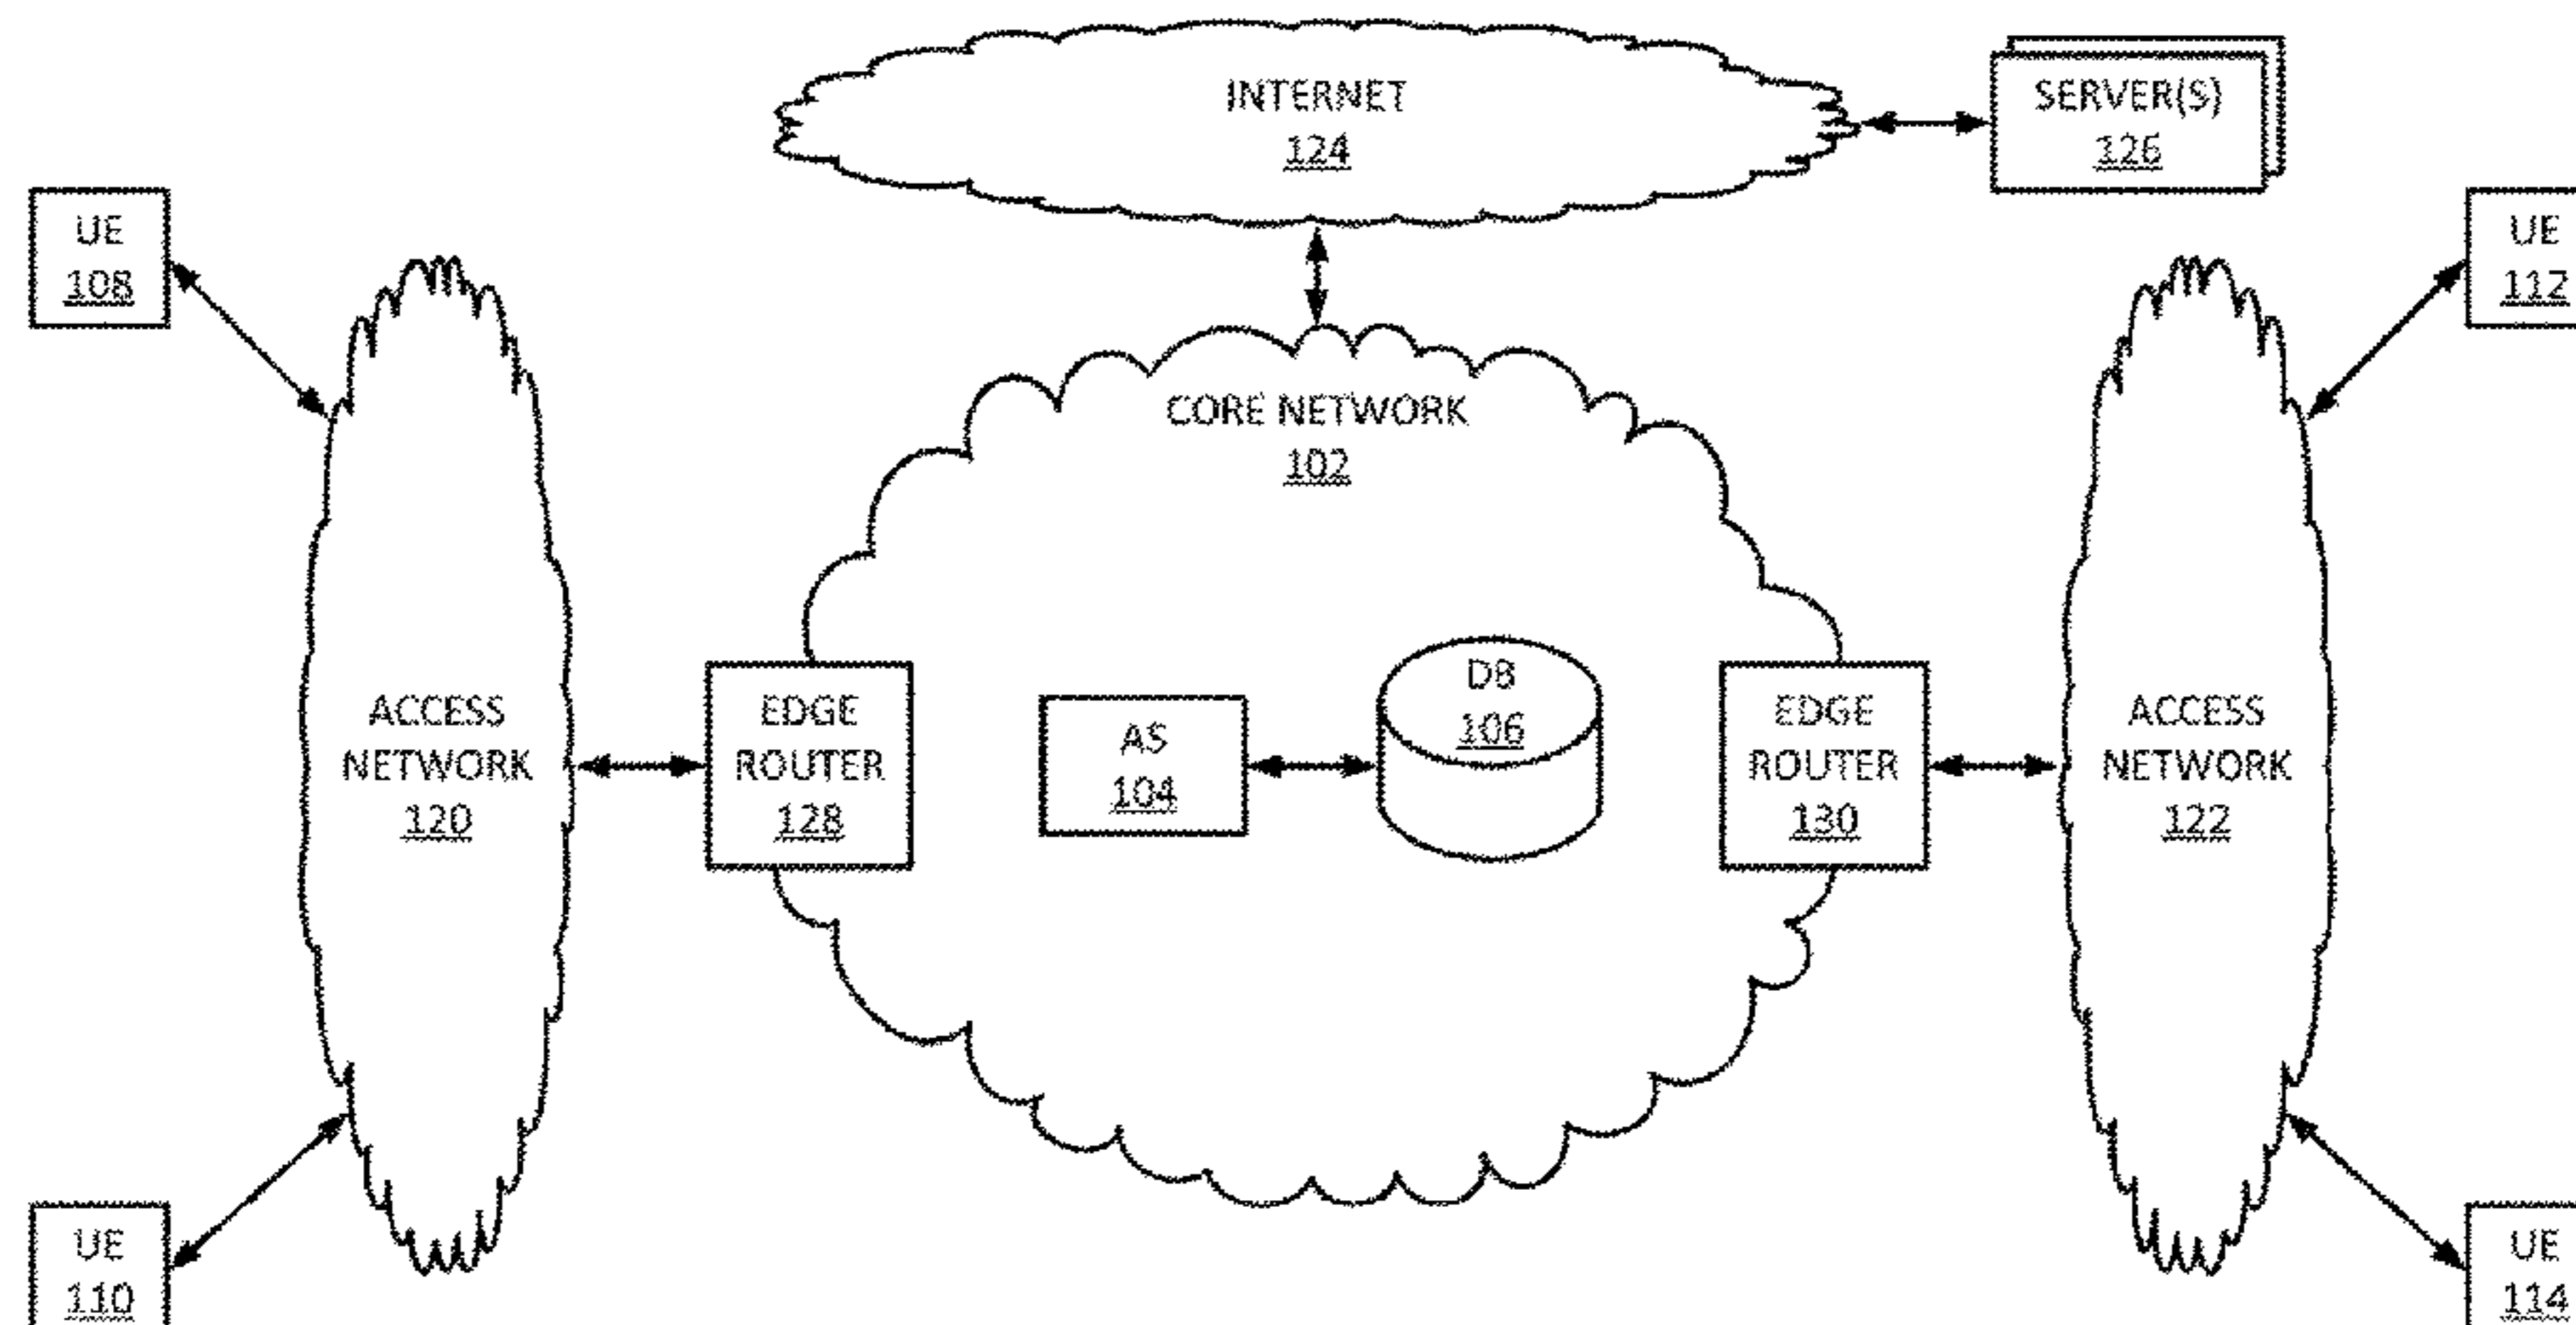 INTERNET
124
SERVER(S)
126
UE
108
UE
112
CORE NETWORK
102
ACCESS
NETWORK
120
EDGE
ROUTER
128
AS
104
DB
106
EDGE
ROUTER
130
ACCESS
NETWORK
122
UE
110
UE
114